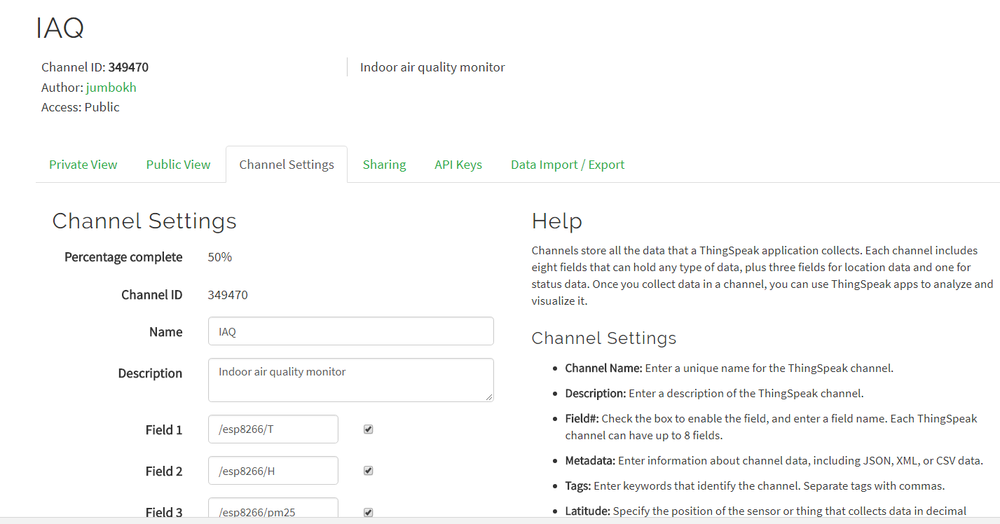 IAQ
Channel ID: 349470
Author: jumbokh
Access: Public
Indoor air quality monitor
Private View
Public View
Channel Settings
Sharing
API Keys
Data Import / Export
Channel Settings
Percentage complete 50%
Channel ID 349470
Name IAQ
Description Indoor air quality monitor
Field 1 /esp8266/T
Field 2 /esp8266/H
Field 3 /esp8266/pm25
Help
Channels store all the data that a ThingSpeak application collects. Each channel includes
eight fields that can hold any type of data, plus three fields for location data and one for
status data. Once you collect data in a channel, you can use ThingSpeak apps to analyze and
visualize it.
Channel Settings
• Channel Name: Enter a unique name for the ThingSpeak channel.
• Description: Enter a description of the ThingSpeak channel.
• Field#: Check the box to enable the field, and enter a field name. Each ThingSpeak
channel can have up to 8 fields.
• Metadata: Enter information about channel data, including JSON, XML, or CSV data.
• Tags: Enter keywords that identify the channel. Separate tags with commas.
• Latitude: Specify the position of the sensor or thing that collects data in decimal